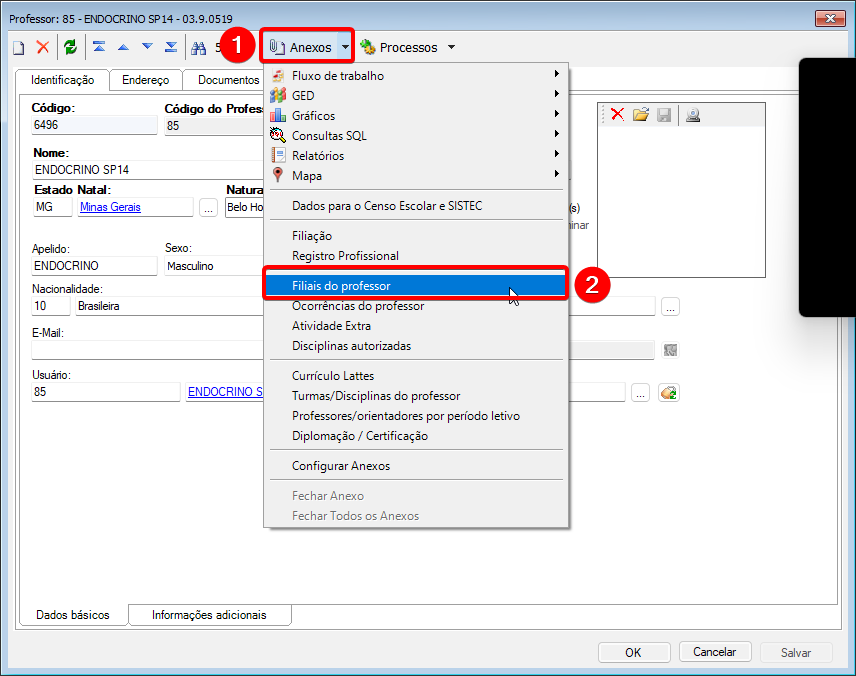 Professor: 85 - ENDOCRINO SP14 - 03.9.0519
1 Anexos Processos
Identificação Endereço Documentos
Fluxo de trabalho
GED
Gráficos
Consultas SQL
Relatórios
Mapa
Dados para o Censo Escolar e SISTEC
Filiação
Registro Profissional
Filiais do professor 2
Ocorrências do professor
Atividade Extra
Disciplinas autorizadas
Currículo Lattes
Turmas/Disciplinas do professor
Professores/orientadores por período letivo
Diplomação / Certificação
Configurar Anexos
Fechar Anexo
Fechar Todos os Anexos
Código: Código do Profess
6496 85
Nome:
ENDOCRINO SP14
Estado Natal: Natura
MG Minas Gerais ... Belo Ho
(s)
ninar
Apelido: Sexo:
ENDOCRINO Masculino
Nacionalidade:
10 Brasileira ...
E-Mail:
Usuário:
85 ENDOCRINO S ...
Dados básicos Informações adicionais
OK Cancelar Salvar